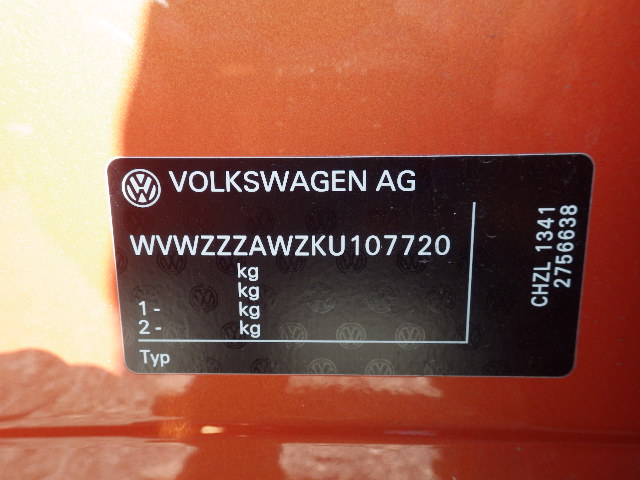 VOLKSWAGEN AG
WVWZZZAWZKU107720
kg
kg
1 - kg
2 - kg
Typ
CHZL 1341
2756638